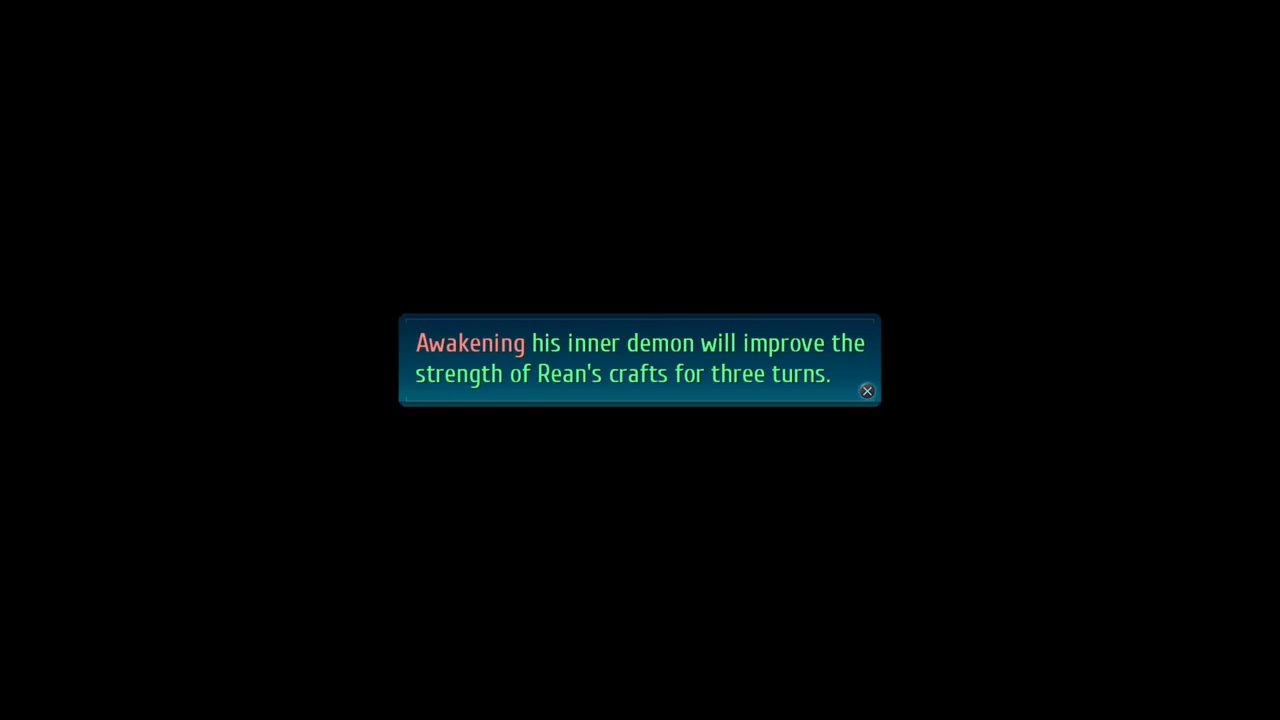 Awakening his inner demon will improve the
strength of Rean's crafts for three turns.